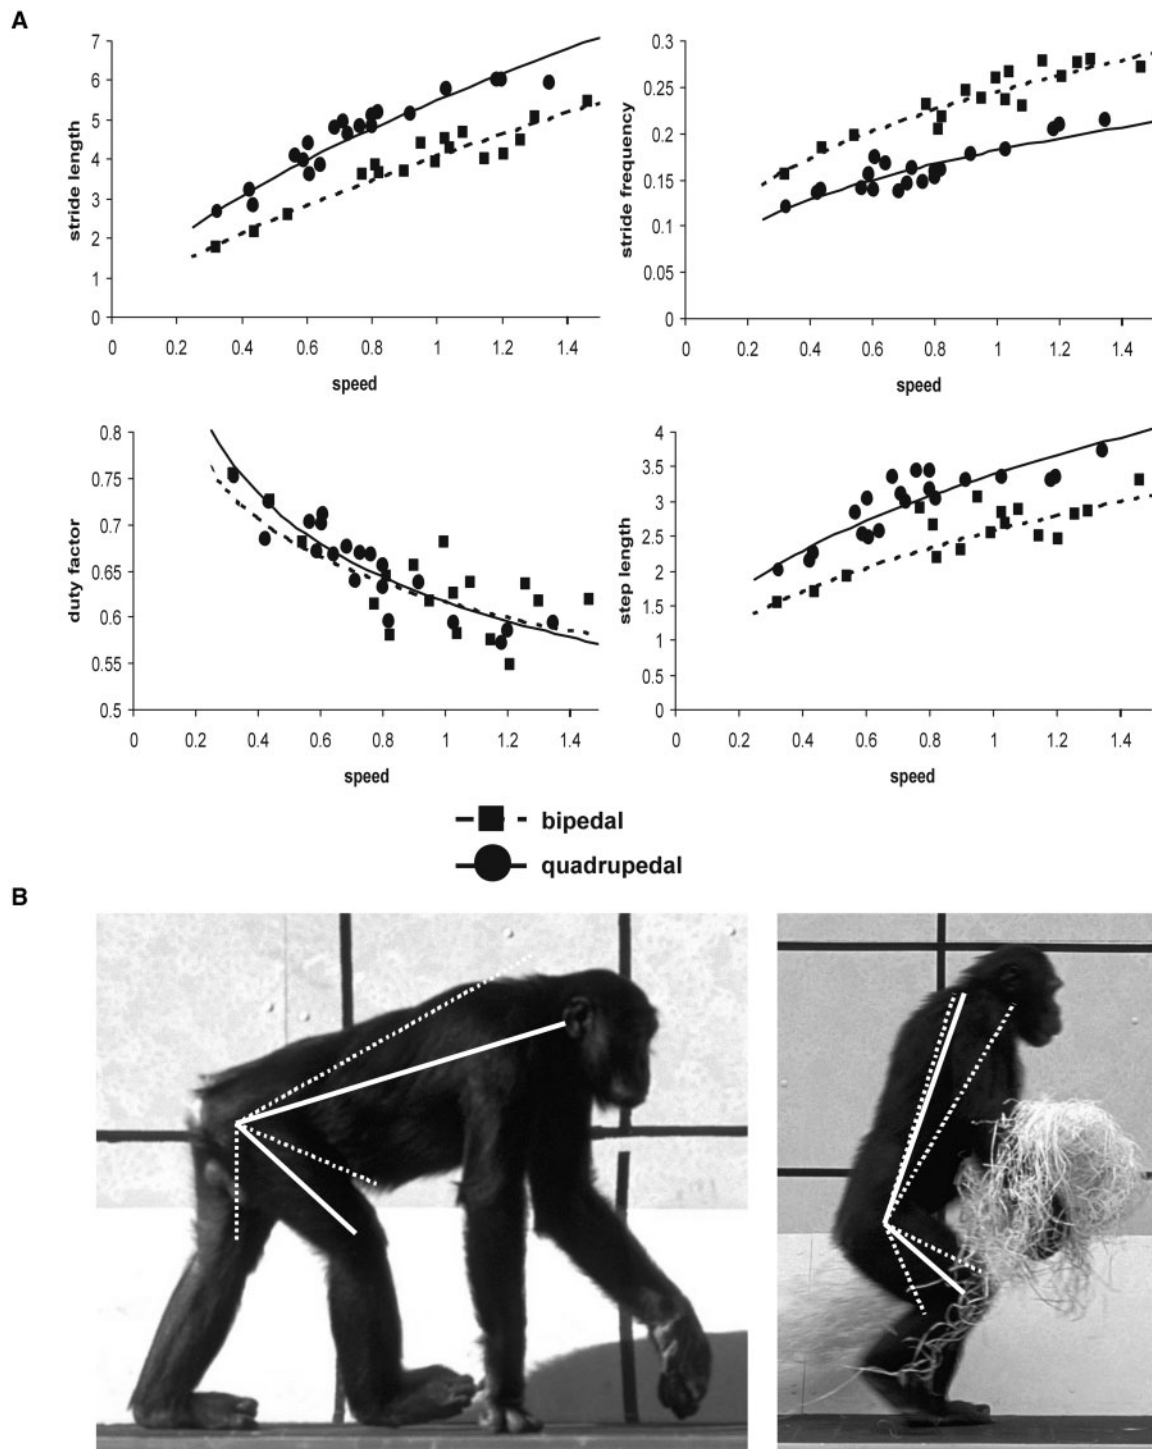 A
7
6
5
4
3
2
1
0
stride length
0 0.2 0.4 0.6 0.8 1 1.2 1.4
speed
0.3
0.25
0.2
0.15
0.1
0.05
0
stride frequency
0 0.2 0.4 0.6 0.8 1 1.2 1.4
speed
0.8
0.75
0.7
0.65
0.6
0.55
0.5
duty factor
0 0.2 0.4 0.6 0.8 1 1.2 1.4
speed
4
3.5
3
2.5
2
1.5
1
0.5
0
step length
0 0.2 0.4 0.6 0.8 1 1.2 1.4
speed
bipedal
quadrupedal
B